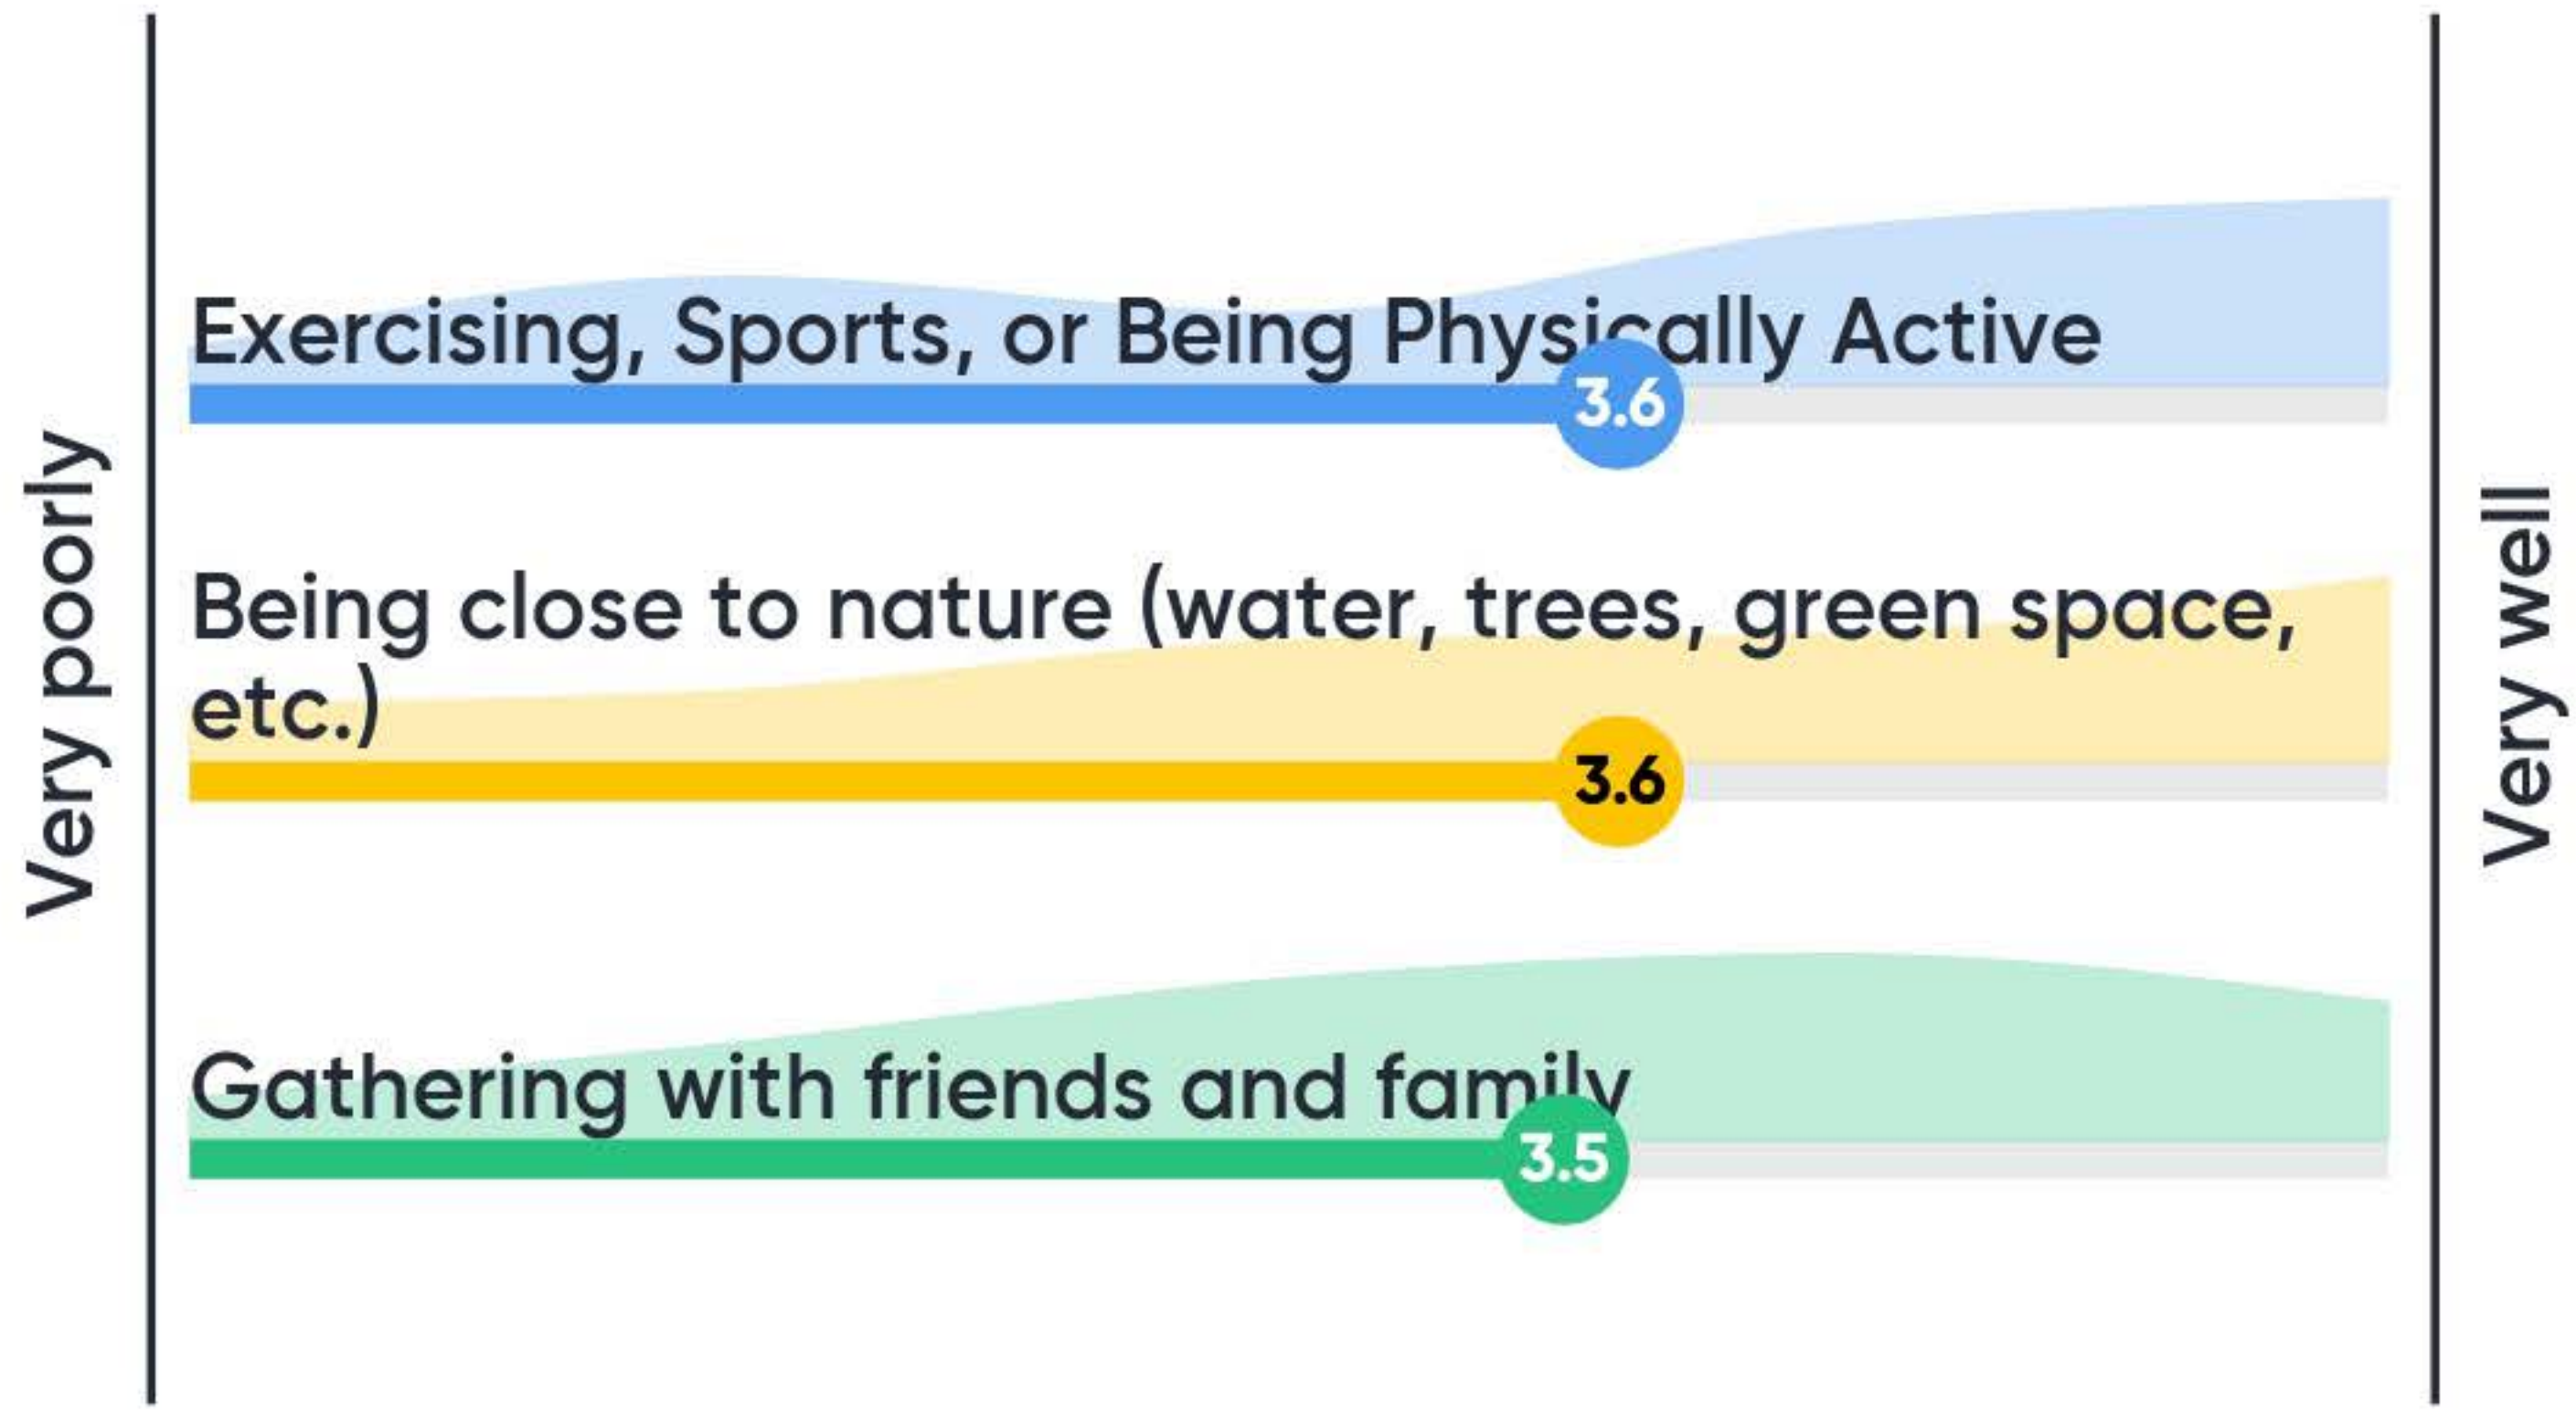 Very poorly
Exercising, Sports, or Being Physically Active
3.6
Being close to nature (water, trees, green space,
etc.)
3.6
Gathering with friends and family
3.5
Very well